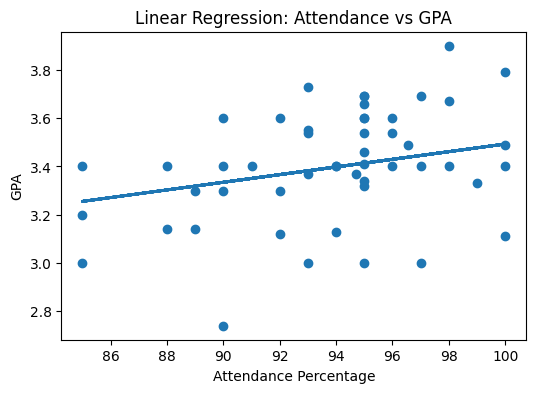 Linear Regression: Attendance vs GPA
GPA
3.8
3.6
3.4
3.2
3.0
2.8
86 88 90 92 94 96 98 100
Attendance Percentage